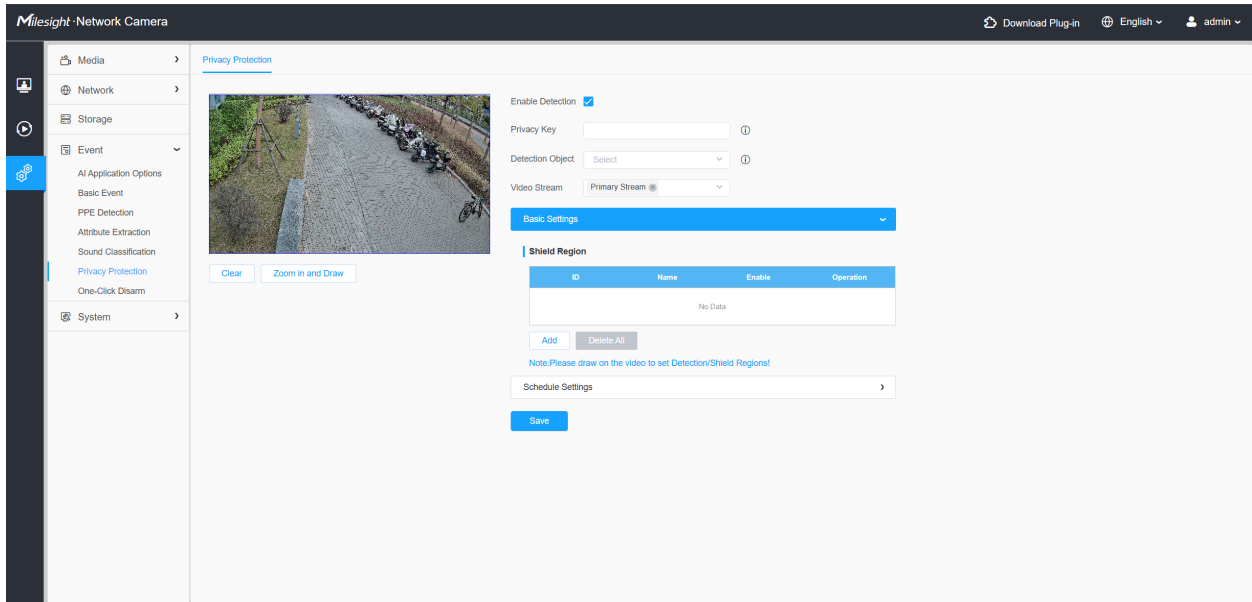 Milesight · Network Camera
Download Plug-in
English
admin
Media
Network
Storage
Event
AI Application Options
Basic Event
PPE Detection
Attribute Extraction
Sound Classification
Privacy Protection
One-Click Disarm
System
Privacy Protection
Clear
Zoom in and Draw
Enable Detection
Privacy Key
Detection Object Select
Video Stream Primary Stream
Basic Settings
Shield Region
ID Name Enable Operation
No Data
Add Delete All
Note:Please draw on the video to set Detection/Shield Regions!
Schedule Settings
Save